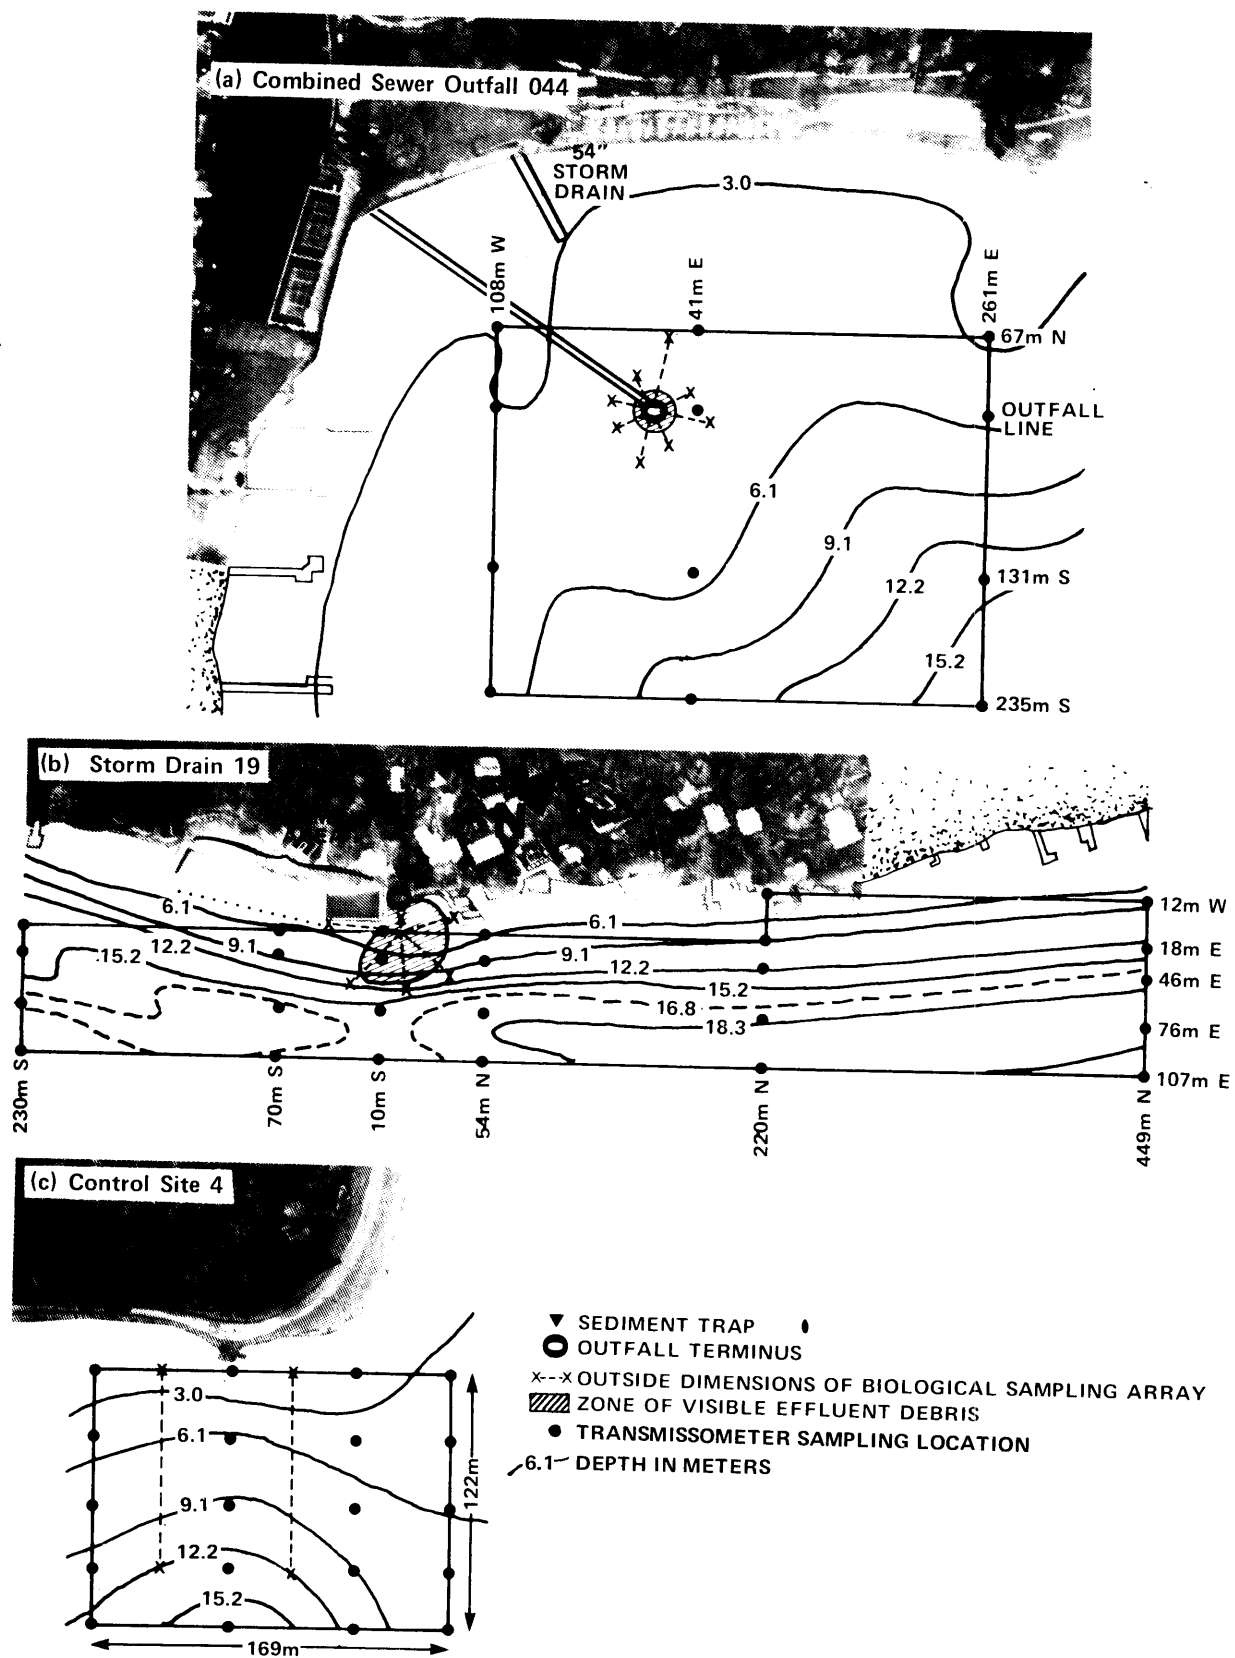 (a) Combined Sewer Outfall 044
54"
STORM
DRAIN
3.0
108m W
41m E
261m E
67m N
OUTFALL
LINE
6.1
9.1
12.2
131m S
15.2
235m S
(b) Storm Drain 19
6.1
12.2
9.1
15.2
6.1
9.1
12.2
15.2
16.8
18.3
12m W
18m E
46m E
76m E
107m E
230m S
70m S
10m S
54m N
220m N
449m N
(c) Control Site 4
3.0
6.1
9.1
12.2
15.2
122m
169m
SEDIMENT TRAP
OUTFALL TERMINUS
x---x OUTSIDE DIMENSIONS OF BIOLOGICAL SAMPLING ARRAY
ZONE OF VISIBLE EFFLUENT DEBRIS
TRANSMISSOMETER SAMPLING LOCATION
6.1 DEPTH IN METERS